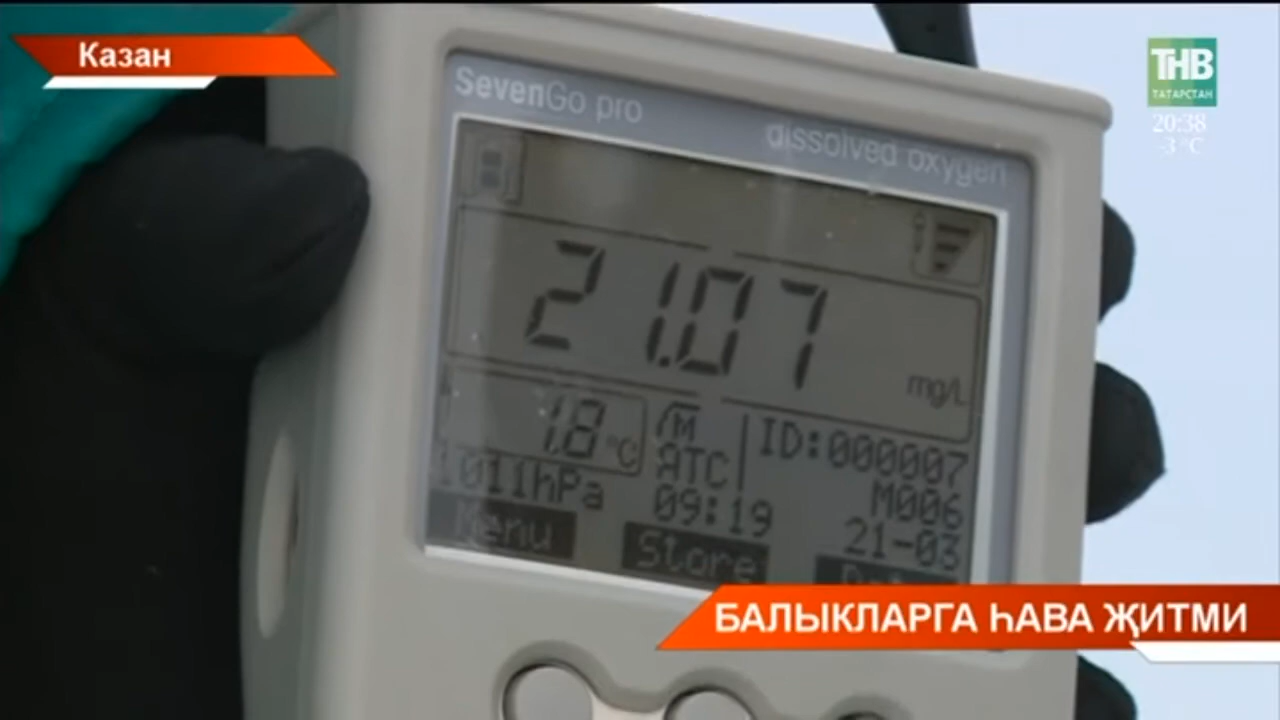 Казан
ТНВ
ТАТАРСТАН
20:38
-3 °C
SevenGo pro
dissolved oxygen
21.07
mg/L
1.8 °C
/м
ATC
ID:000007
1011hPa
09:19
M006
21-03
Menu
Store
БАЛЫКЛАРГА ҺАВА ҖИТМИ